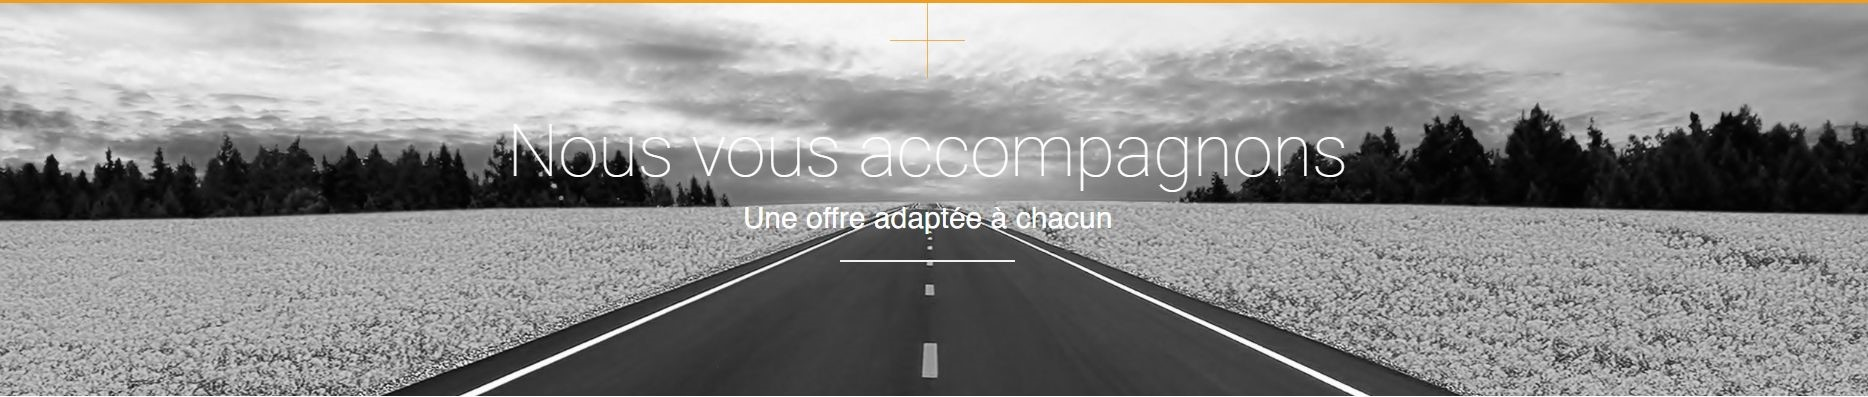 Nous vous accompagnons
Une offre adaptée à chacun